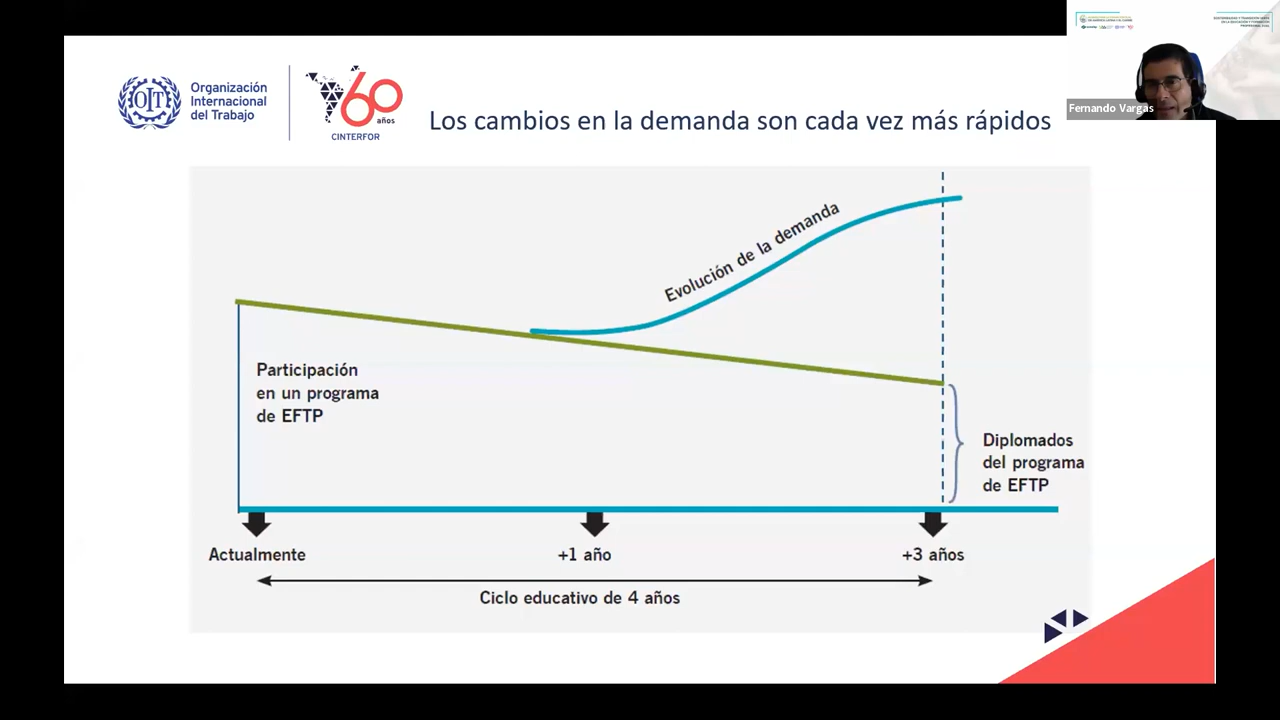 Organización
Internacional
del Trabajo
OIT
60
años
CINTERFOR
Los cambios en la demanda son cada vez más rápidos
Fernando Vargas
Evolución de la demanda
Participación
en un programa
de EFTP
Diplomados
del programa
de EFTP
Actualmente
+1 año
+3 años
Ciclo educativo de 4 años